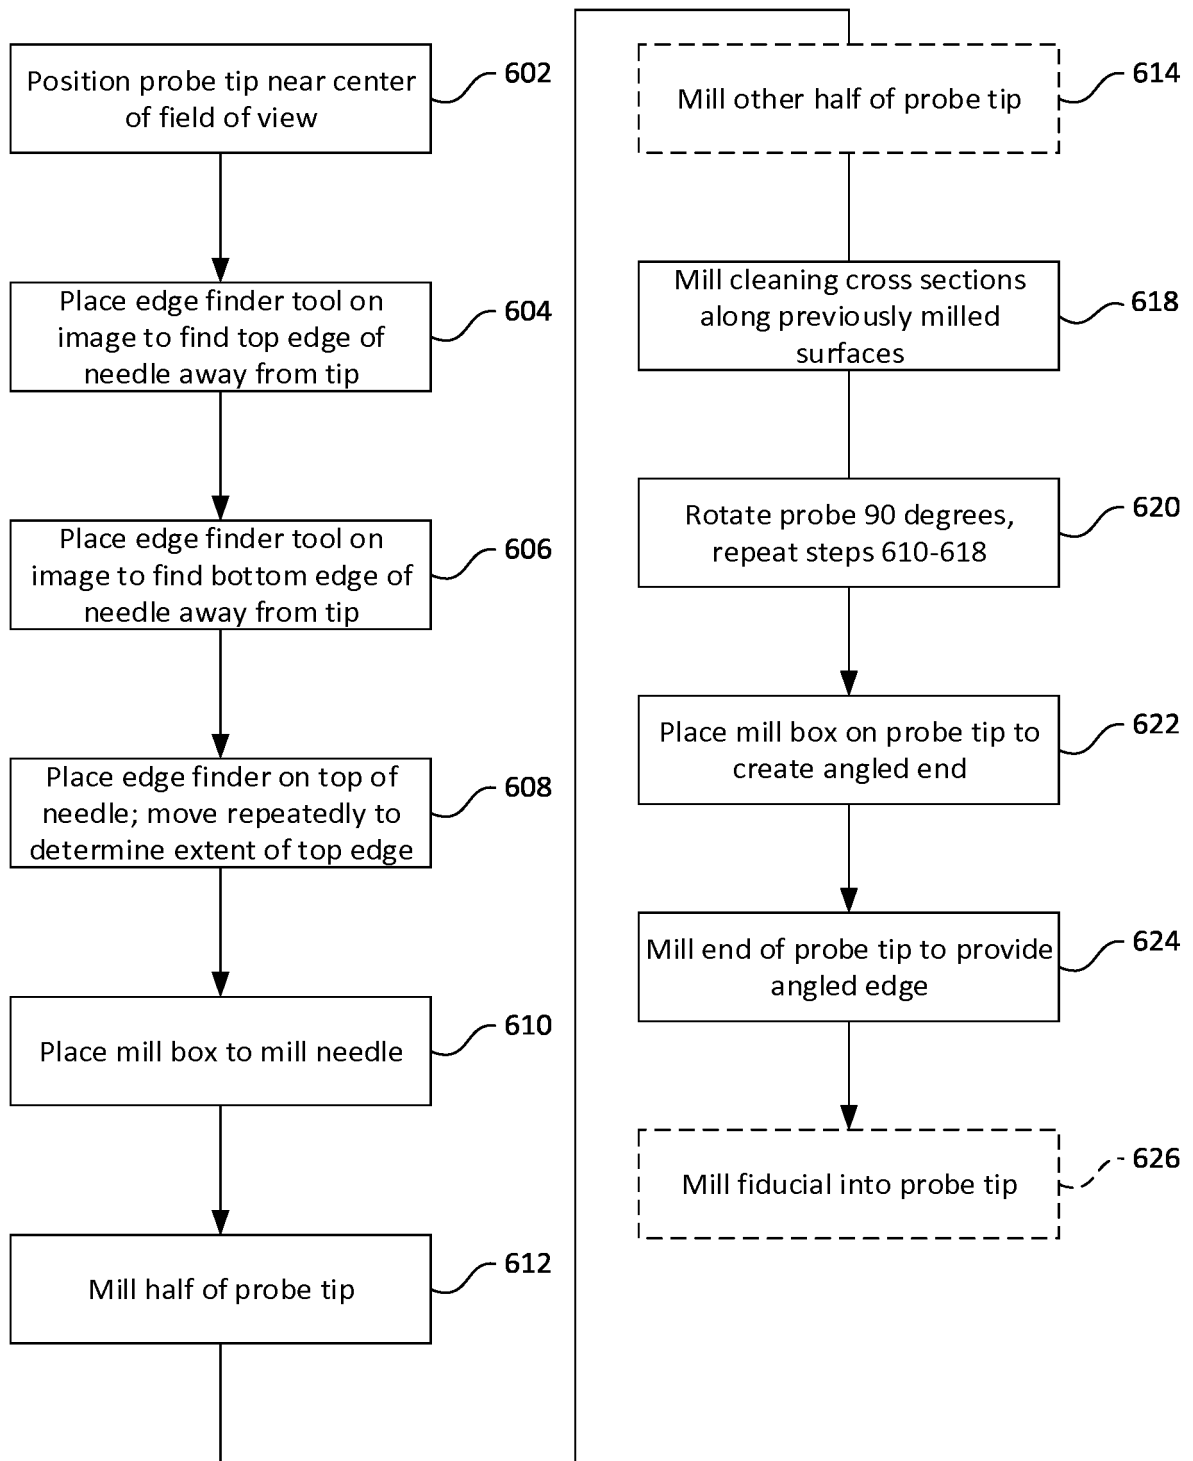 Position probe tip near center
of field of view
602
Place edge finder tool on
image to find top edge of
needle away from tip
604
Place edge finder tool on
image to find bottom edge of
needle away from tip
606
Place edge finder on top of
needle; move repeatedly to
determine extent of top edge
608
Place mill box to mill needle
610
Mill half of probe tip
612
Mill other half of probe tip
614
Mill cleaning cross sections
along previously milled
surfaces
618
Rotate probe 90 degrees,
repeat steps 610-618
620
Place mill box on probe tip to
create angled end
622
Mill end of probe tip to provide
angled edge
624
Mill fiducial into probe tip
626